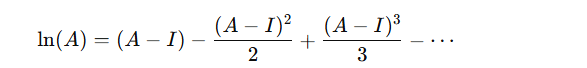 ln(A) = (A − I) − (A − I)²/2 + (A − I)³/3 − ⋯